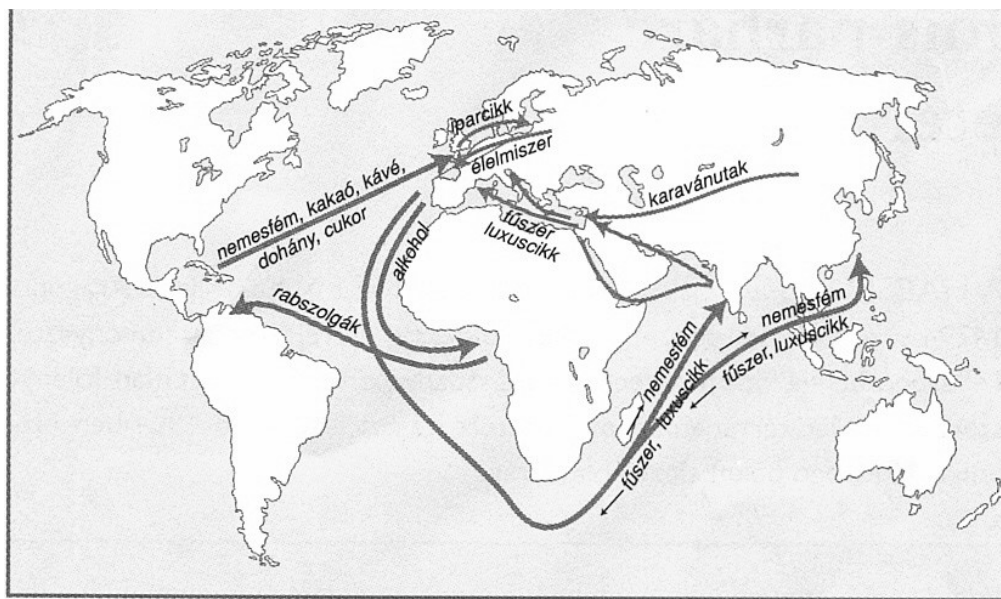 iparcikk
élelmiszer
karavánutak
nemesfém, kakaó, kávé,
dohány, cukor
fűszer
luxuscikk
alkohol
rabszolgák
nemesfém
fűszer, luxuscikk
nemesfém
fűszer, luxuscikk